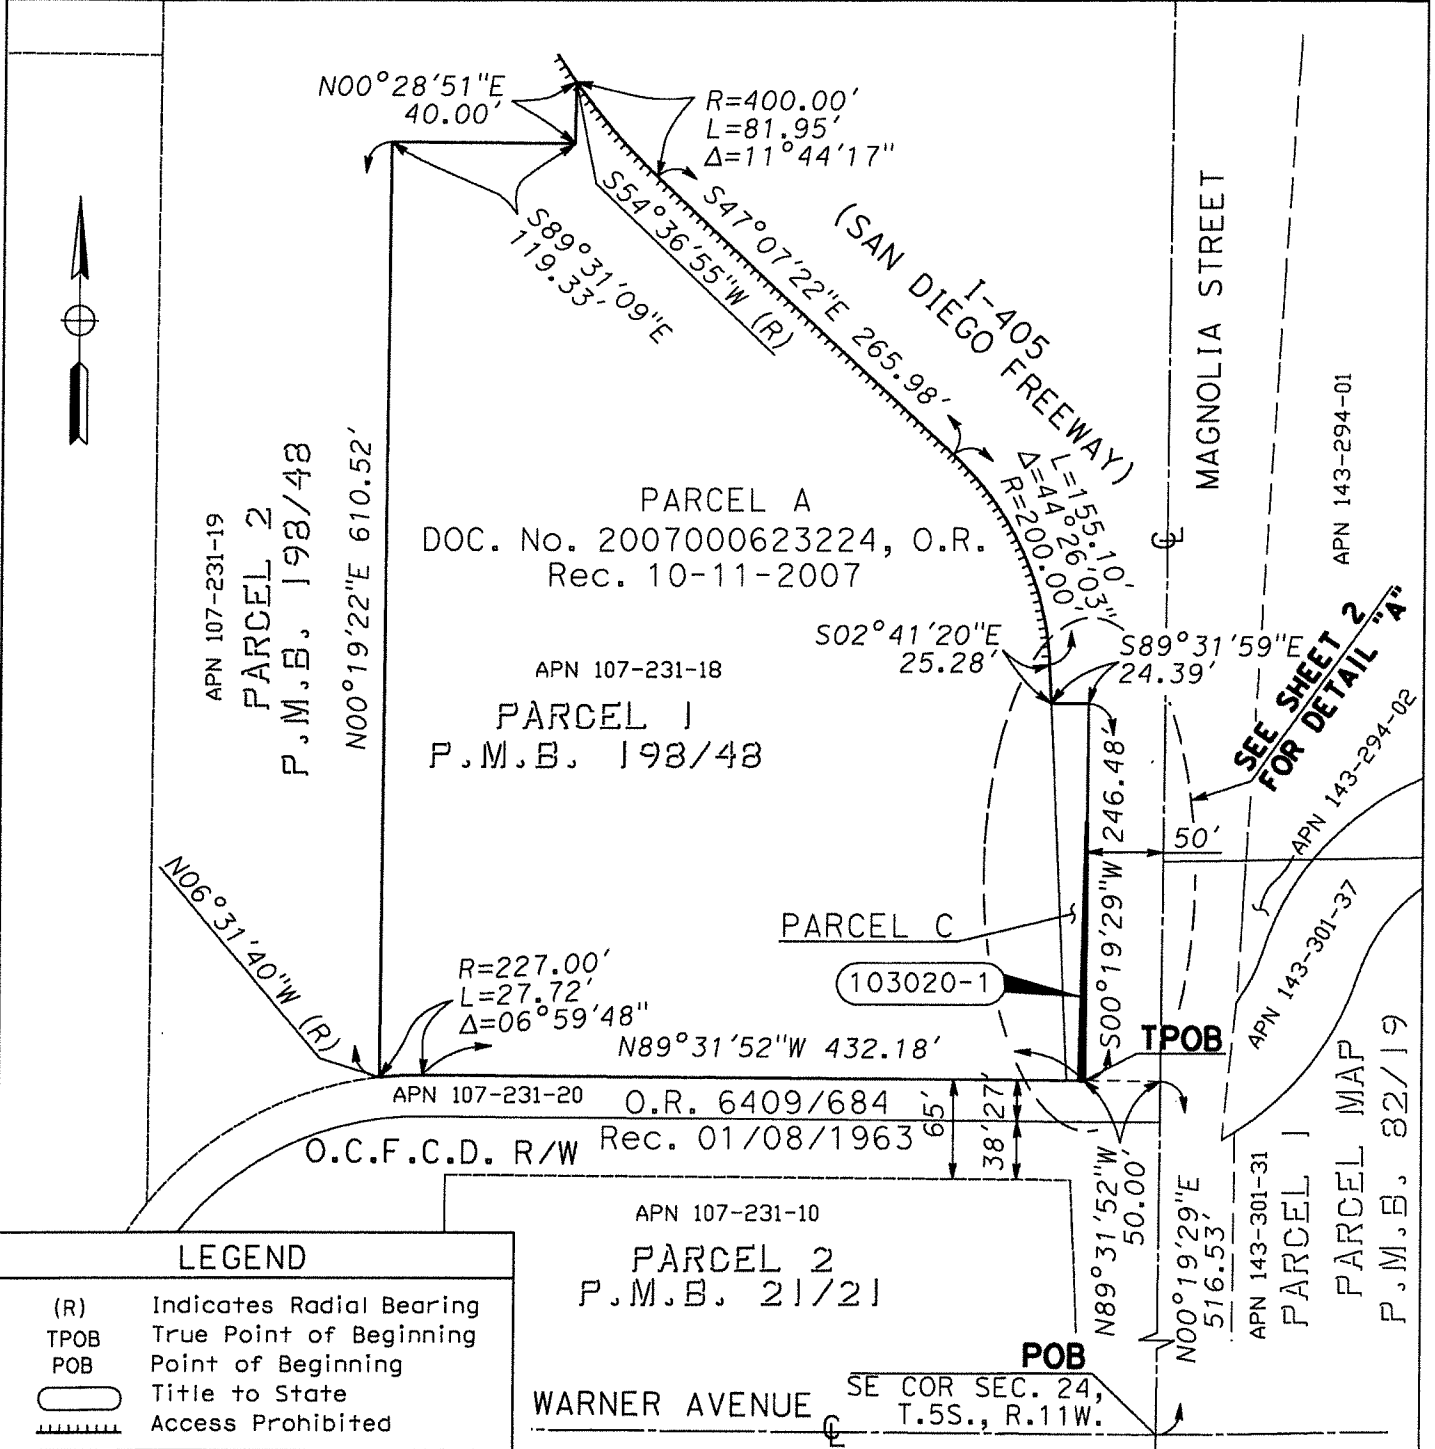 N00°28'51"E
40.00'
R=400.00'
L=81.95'
Δ=11°44'17"
S89°31'09"E
119.33'
S54°36'55"W (R)
S47°07'22"E 265.98'
I-405
(SAN DIEGO FREEWAY)
MAGNOLIA STREET
APN 143-294-01
L=155.10'
Δ=44°26'03"
R=200.00'
APN 107-231-19
PARCEL 2
P.M.B. 198/48
N00°19'22"E 610.52'
PARCEL A
DOC. No. 2007000623224, O.R.
Rec. 10-11-2007
APN 107-231-18
PARCEL 1
P.M.B. 198/48
S02°41'20"E
25.28'
S89°31'59"E
24.39'
SEE SHEET 2
FOR DETAIL "A"
APN 143-294-02
S00°19'29"W 246.48'
50'
PARCEL C
103020-1
APN 143-301-37
N06°31'40"W (R)
R=227.00'
L=27.72'
Δ=06°59'48"
N89°31'52"W 432.18'
TPOB
APN 107-231-20
O.R. 6409/684
Rec. 01/08/1963
O.C.F.C.D. R/W
65'
27'
38'
N89°31'52"W
50.00'
N00°19'29"E
516.53'
APN 143-301-31
PARCEL 1
PARCEL MAP
P.M.B. 82/19
APN 107-231-10
PARCEL 2
P.M.B. 21/21
LEGEND
(R) Indicates Radial Bearing
TPOB True Point of Beginning
POB Point of Beginning
Title to State
Access Prohibited
POB
SE COR SEC. 24,
T.5S., R.11W.
WARNER AVENUE